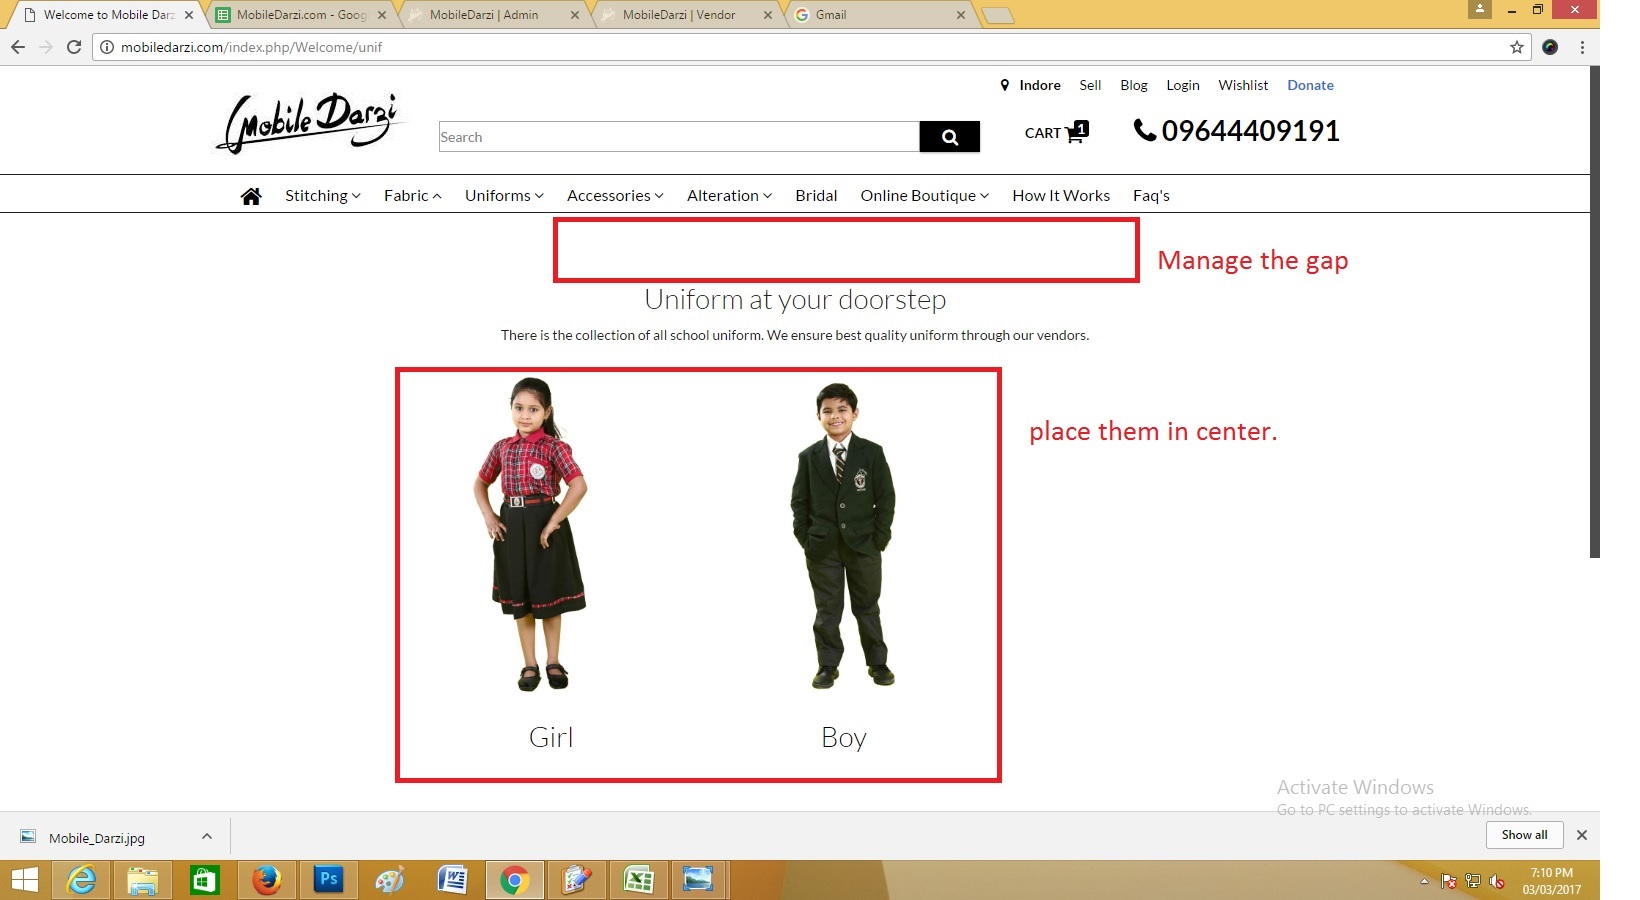 Welcome to Mobile Darz
MobileDarzi.com - Goog
MobileDarzi | Admin
MobileDarzi | Vendor
Gmail
mobiledarzi.com/index.php/Welcome/unif
Indore Sell Blog Login Wishlist Donate
Mobile Darzi
Search
CART 1
09644409191
Stitching Fabric Uniforms Accessories Alteration Bridal Online Boutique How It Works Faq's
Manage the gap
Uniform at your doorstep
There is the collection of all school uniform. We ensure best quality uniform through our vendors.
place them in center.
Girl Boy
Activate Windows
Go to PC settings to activate Windows.
Mobile_Darzi.jpg
Show all
Ps
7:10 PM
03/03/2017